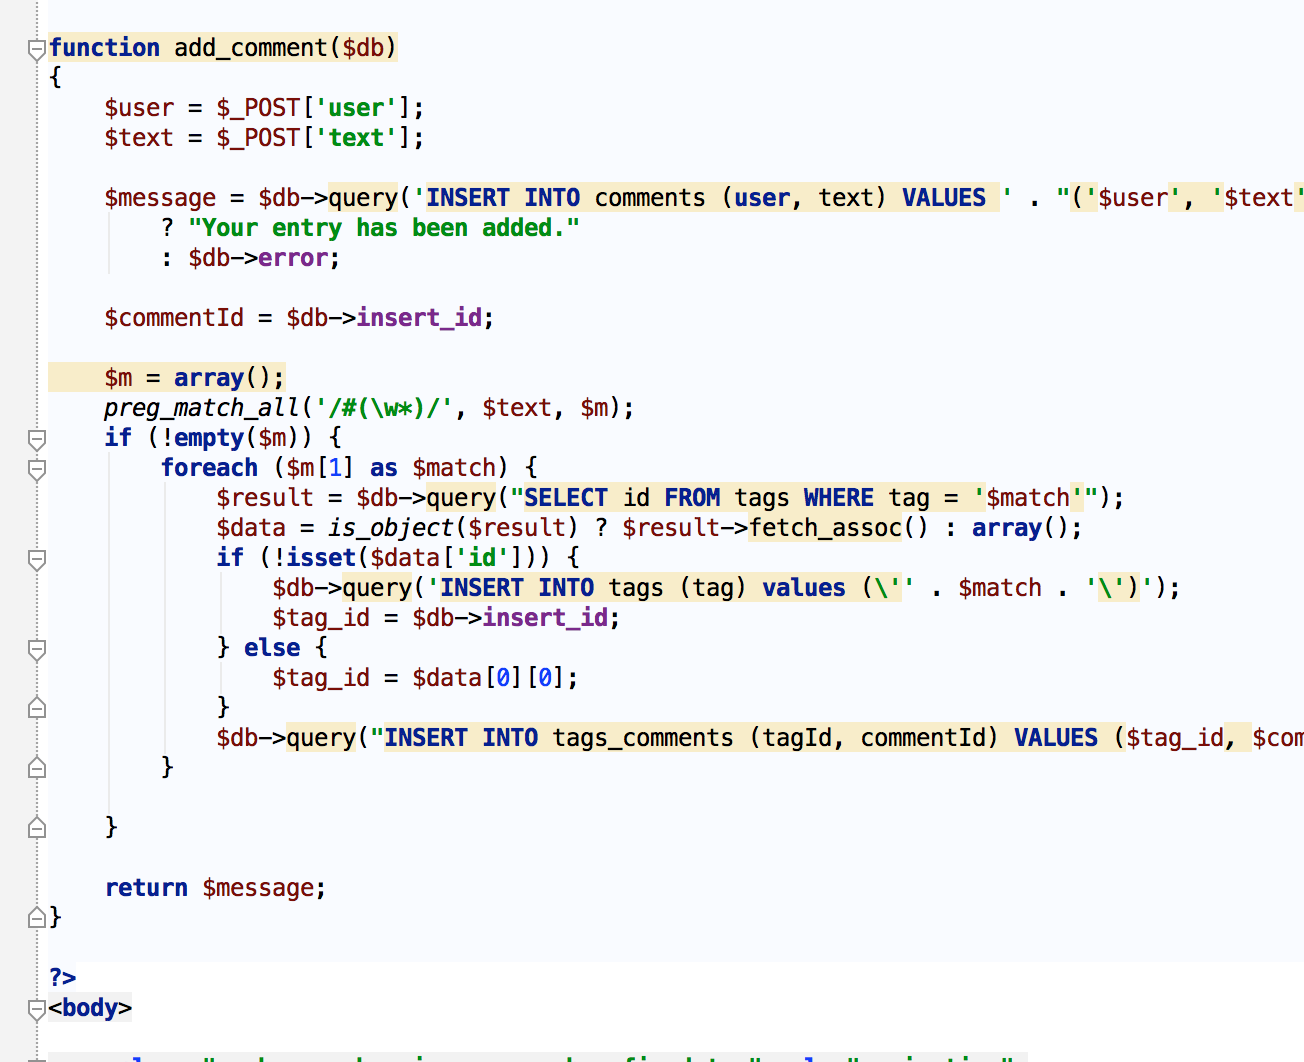 function add_comment($db)
{
    $user = $_POST['user'];
    $text = $_POST['text'];
    $message = $db->query('INSERT INTO comments (user, text) VALUES ' . "('$user', '$text'
        ? "Your entry has been added."
        : $db->error;
    $commentId = $db->insert_id;
    $m = array();
    preg_match_all('/#(\w*)/', $text, $m);
    if (!empty($m)) {
        foreach ($m[1] as $match) {
            $result = $db->query("SELECT id FROM tags WHERE tag = '$match'");
            $data = is_object($result) ? $result->fetch_assoc() : array();
            if (!isset($data['id'])) {
                $db->query('INSERT INTO tags (tag) values (\'' . $match . '\')');
                $tag_id = $db->insert_id;
            } else {
                $tag_id = $data[0][0];
            }
            $db->query("INSERT INTO tags_comments (tagId, commentId) VALUES ($tag_id, $com
        }
    }
    return $message;
}
?>
<body>